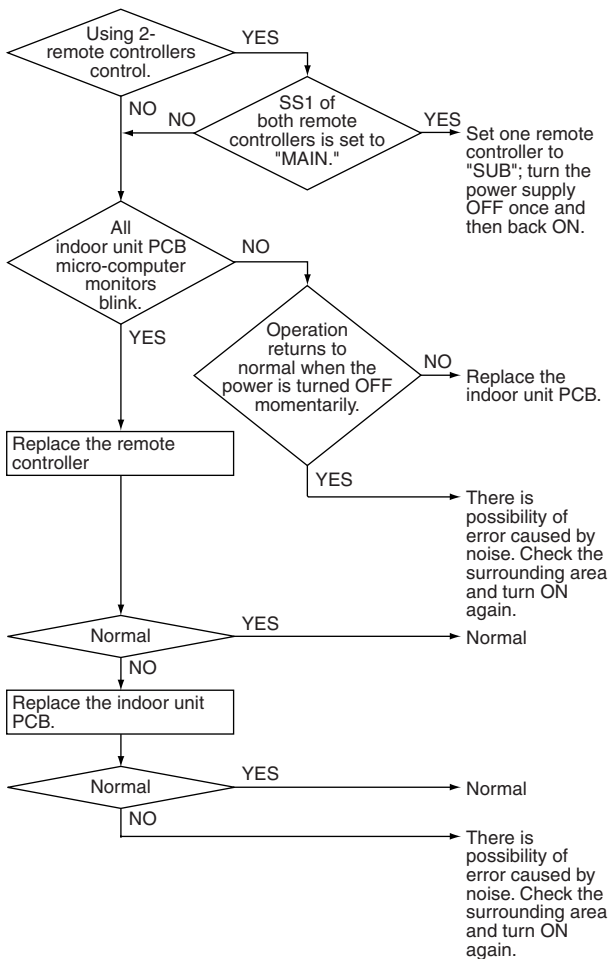 Using 2-
remote controllers
control.
YES
NO
SS1 of
both remote
controllers is set to
"MAIN."
NO
YES
Set one remote
controller to
"SUB"; turn the
power supply
OFF once and
then back ON.
All
indoor unit PCB
micro-computer
monitors
blink.
NO
YES
Operation
returns to
normal when the
power is turned OFF
momentarily.
NO
Replace the
indoor unit PCB.
YES
There is
possibility of
error caused by
noise. Check the
surrounding area
and turn ON
again.
Replace the remote
controller
Normal
YES
Normal
NO
Replace the indoor unit
PCB.
Normal
YES
Normal
NO
There is
possibility of
error caused by
noise. Check the
surrounding area
and turn ON
again.